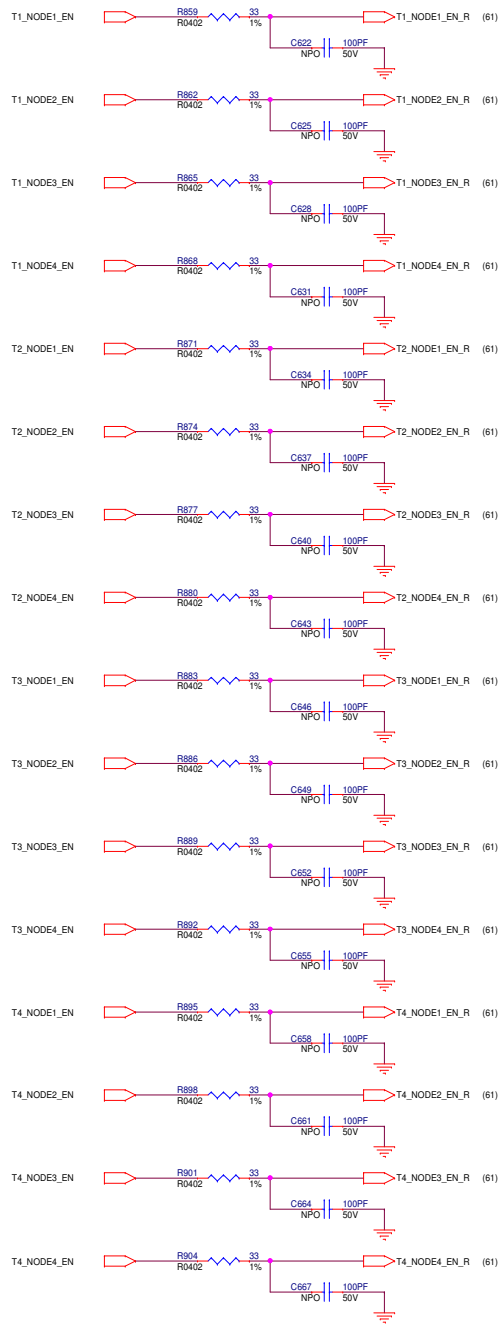 T1_NODE1_EN R859 33 T1_NODE1_EN_R (61)
R0402 1%
C622 100PF
NPO 50V
T1_NODE2_EN R862 33 T1_NODE2_EN_R (61)
R0402 1%
C625 100PF
NPO 50V
T1_NODE3_EN R865 33 T1_NODE3_EN_R (61)
R0402 1%
C628 100PF
NPO 50V
T1_NODE4_EN R868 33 T1_NODE4_EN_R (61)
R0402 1%
C631 100PF
NPO 50V
T2_NODE1_EN R871 33 T2_NODE1_EN_R (61)
R0402 1%
C634 100PF
NPO 50V
T2_NODE2_EN R874 33 T2_NODE2_EN_R (61)
R0402 1%
C637 100PF
NPO 50V
T2_NODE3_EN R877 33 T2_NODE3_EN_R (61)
R0402 1%
C640 100PF
NPO 50V
T2_NODE4_EN R880 33 T2_NODE4_EN_R (61)
R0402 1%
C643 100PF
NPO 50V
T3_NODE1_EN R883 33 T3_NODE1_EN_R (61)
R0402 1%
C646 100PF
NPO 50V
T3_NODE2_EN R886 33 T3_NODE2_EN_R (61)
R0402 1%
C649 100PF
NPO 50V
T3_NODE3_EN R889 33 T3_NODE3_EN_R (61)
R0402 1%
C652 100PF
NPO 50V
T3_NODE4_EN R892 33 T3_NODE4_EN_R (61)
R0402 1%
C655 100PF
NPO 50V
T4_NODE1_EN R895 33 T4_NODE1_EN_R (61)
R0402 1%
C658 100PF
NPO 50V
T4_NODE2_EN R898 33 T4_NODE2_EN_R (61)
R0402 1%
C661 100PF
NPO 50V
T4_NODE3_EN R901 33 T4_NODE3_EN_R (61)
R0402 1%
C664 100PF
NPO 50V
T4_NODE4_EN R904 33 T4_NODE4_EN_R (61)
R0402 1%
C667 100PF
NPO 50V